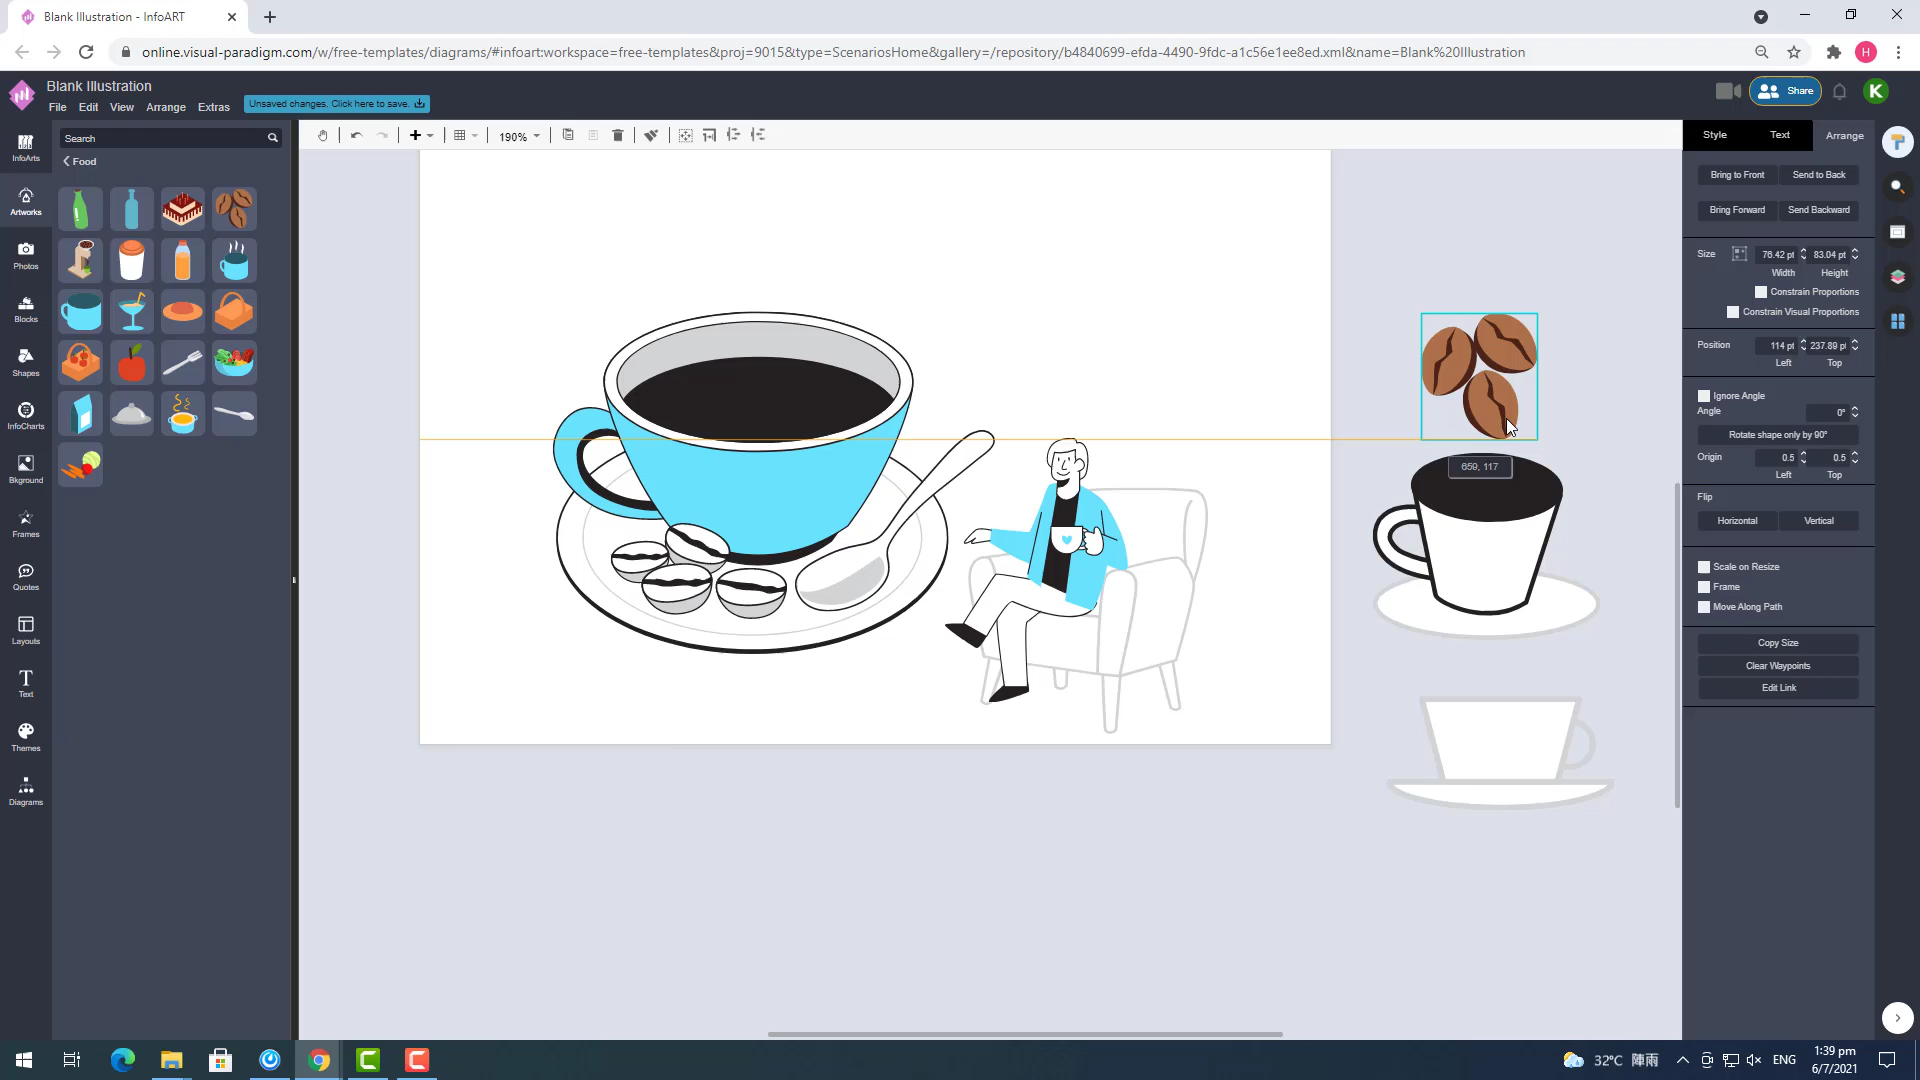 Blank Illustration - InfoART
online.visual-paradigm.com/w/free-templates/diagrams/#infoart:workspace=free-templates&proj=9015&type=ScenariosHome&gallery=/repository/b4840699-efda-4490-9fdc-a1c56e1ee8ed.xml&name=Blank%20Illustration
H
Blank Illustration
File Edit View Arrange Extras
Unsaved changes. Click here to save.
Share
K
InfoArts
Artworks
Photos
Blocks
Shapes
InfoCharts
Bkground
Frames
Quotes
Layouts
Text
Themes
Diagrams
Search
Food
190%
659, 117
Style Text Arrange
Bring to Front Send to Back
Bring Forward Send Backward
Size 76.42 pt 83.04 pt
Width Height
Constrain Proportions
Constrain Visual Proportions
Position 114 pt 237.89 pt
Left Top
Ignore Angle
Angle 0°
Rotate shape only by 90°
Origin 0.5 0.5
Left Top
Flip
Horizontal Vertical
Scale on Resize
Frame
Move Along Path
Copy Size
Clear Waypoints
Edit Link
32°C 陣雨
ENG
1:39 pm
6/7/2021